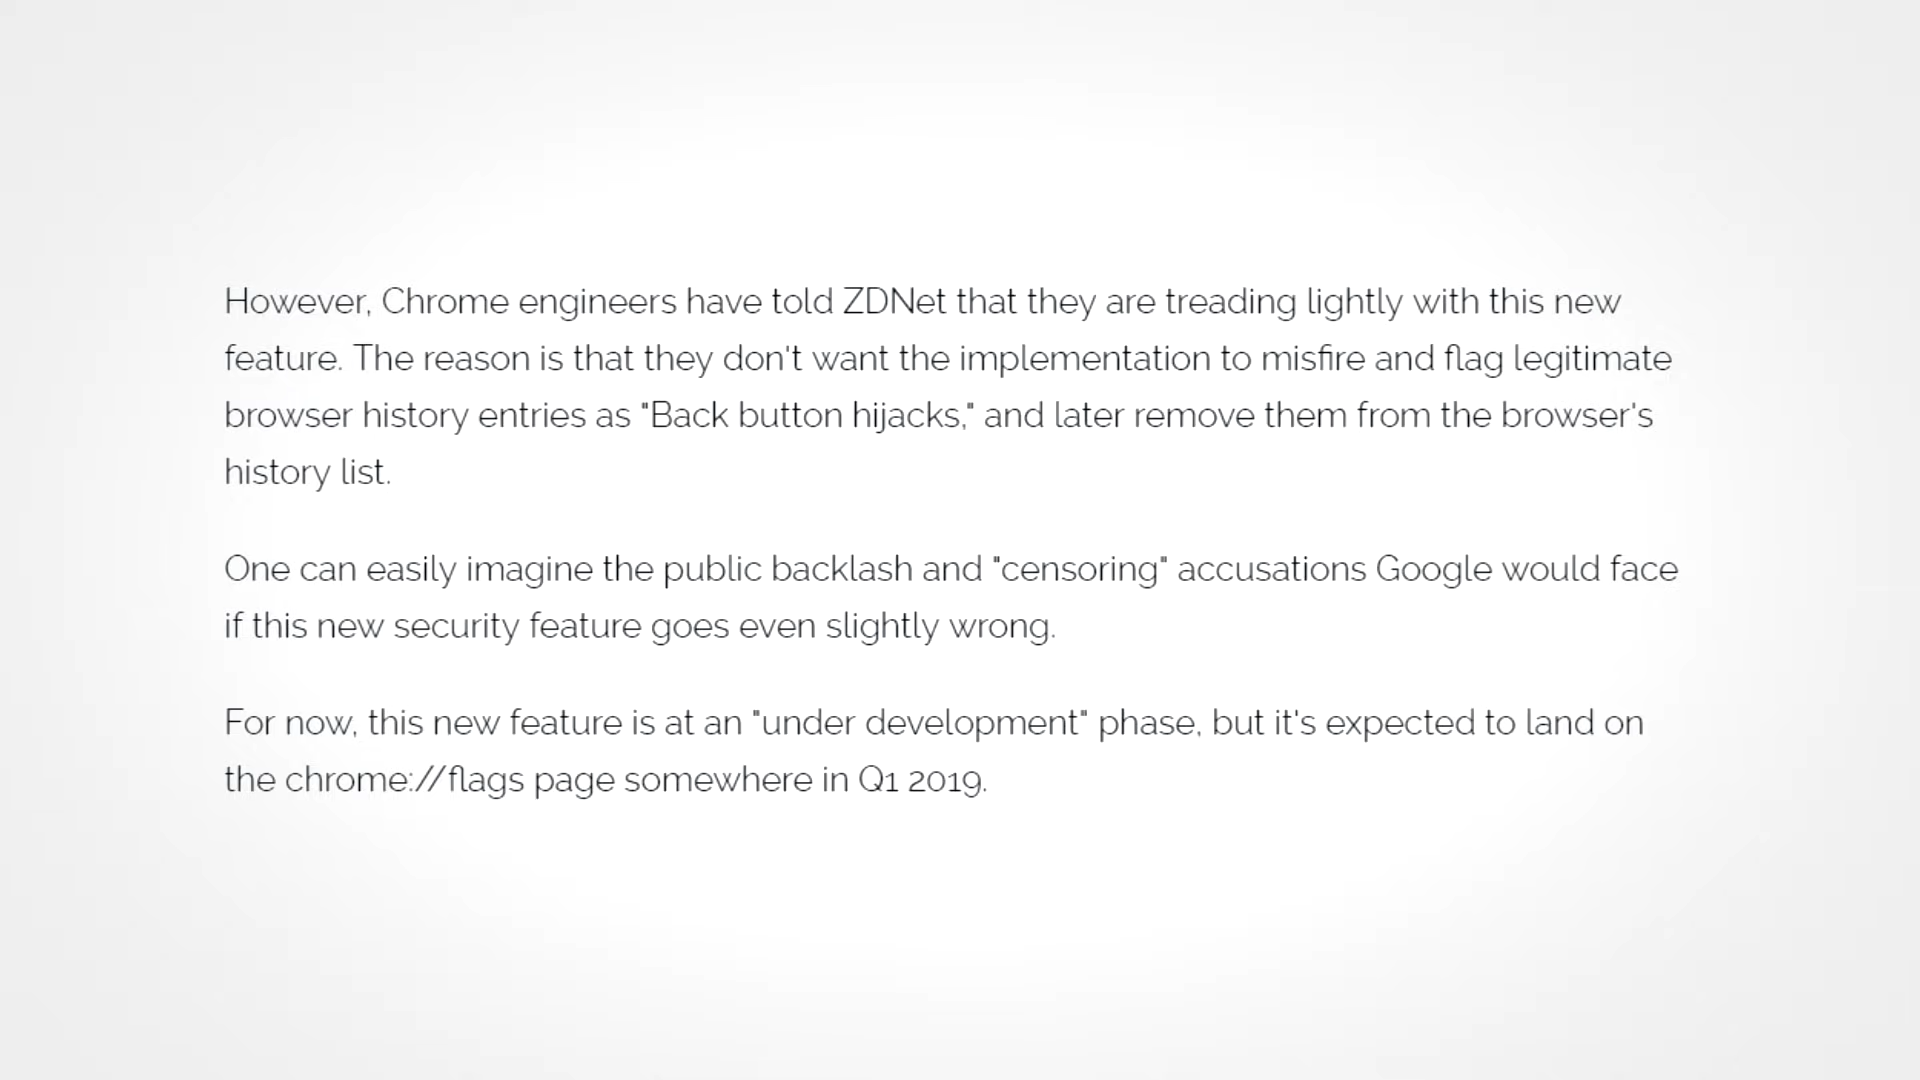 However, Chrome engineers have told ZDNet that they are treading lightly with this new
feature. The reason is that they don't want the implementation to misfire and flag legitimate
browser history entries as "Back button hijacks," and later remove them from the browser's
history list.
One can easily imagine the public backlash and "censoring" accusations Google would face
if this new security feature goes even slightly wrong.
For now, this new feature is at an "under development" phase, but it's expected to land on
the chrome://flags page somewhere in Q1 2019.